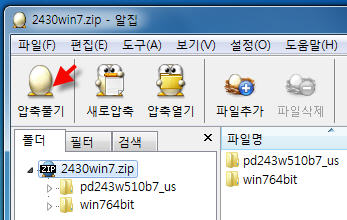 2430win7.zip - 알집
파일(F) 편집(E) 도구(A) 보기(V) 설정(O) 도움말(H)
압축풀기 새로압축 압축열기 파일추가 파일삭제
폴더 필터 검색 파일명
ZIP 2430win7.zip
pd243w510b7_us
win764bit
pd243w510b7_us
win764bit